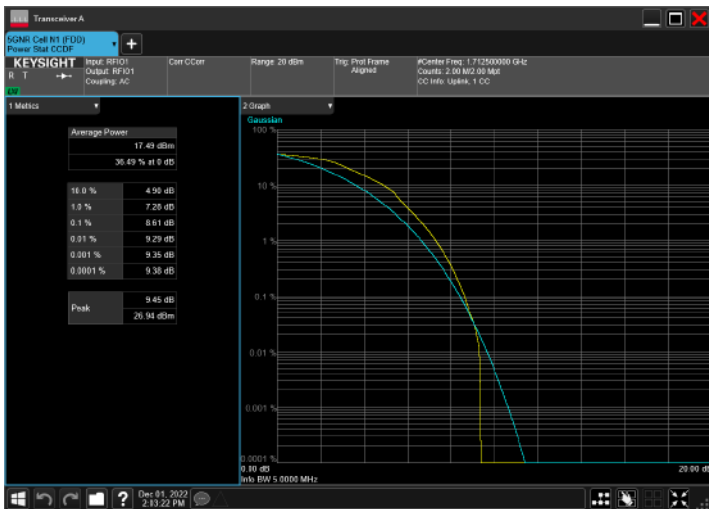 Transceiver A
5GNR Cell N1 (FDD)
Power Stat CCDF
KEYSIGHT
R T
Input: RFIO1
Output: RFIO1
Coupling: AC
Corr CCorr
Range: 20 dBm
Trig: Prot Frame
Aligned
#Center Freq: 1.712500000 GHz
Counts: 2.00 M/2.00 Mpt
CC Info: Uplink, 1 CC
1 Metrics
Average Power
17.49 dBm
36.49 % at 0 dB
10.0 % 4.90 dB
1.0 % 7.28 dB
0.1 % 8.61 dB
0.01 % 9.29 dB
0.001 % 9.35 dB
0.0001 % 9.38 dB
Peak
9.45 dB
26.94 dBm
2 Graph
Gaussian
100 %
10 %
1 %
0.1 %
0.01 %
0.001 %
0.0001 %
0.00 dB
20.00 dB
Info BW 5.0000 MHz
Dec 01, 2022
2:13:22 PM